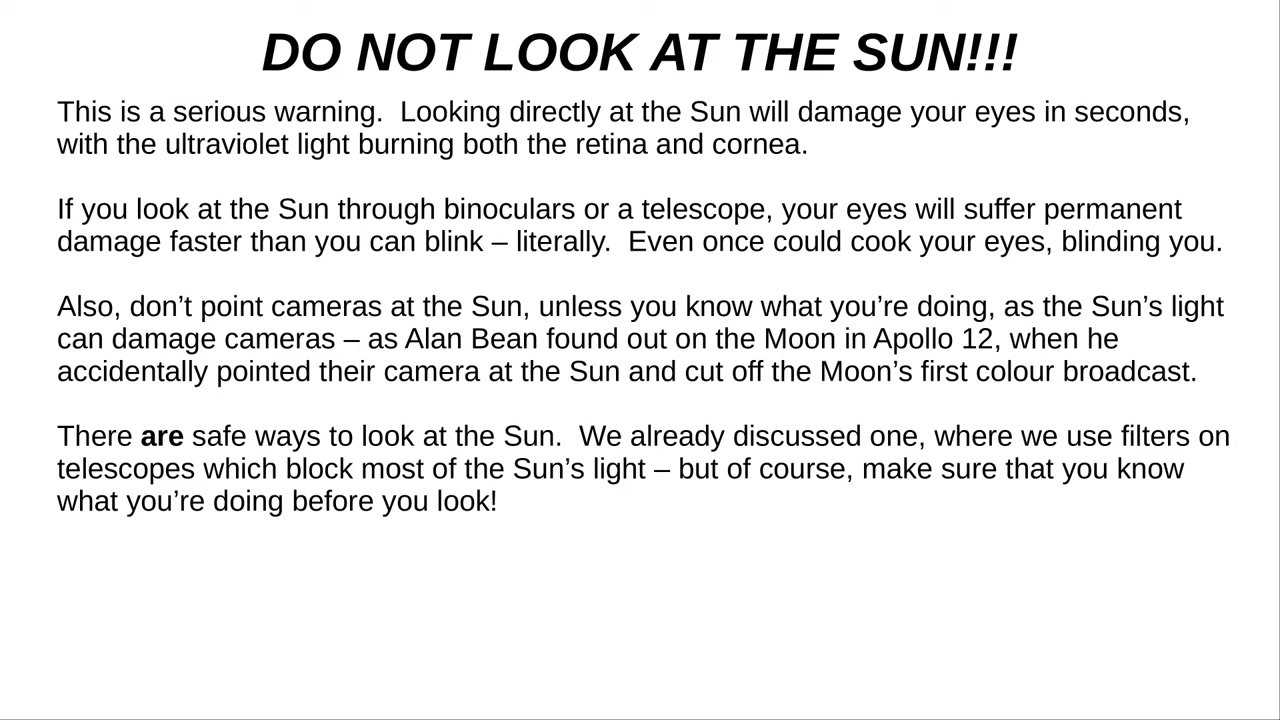 DO NOT LOOK AT THE SUN!!!
This is a serious warning.  Looking directly at the Sun will damage your eyes in seconds,
with the ultraviolet light burning both the retina and cornea.
If you look at the Sun through binoculars or a telescope, your eyes will suffer permanent
damage faster than you can blink – literally.  Even once could cook your eyes, blinding you.
Also, don’t point cameras at the Sun, unless you know what you’re doing, as the Sun’s light
can damage cameras – as Alan Bean found out on the Moon in Apollo 12, when he
accidentally pointed their camera at the Sun and cut off the Moon’s first colour broadcast.
There are safe ways to look at the Sun.  We already discussed one, where we use filters on
telescopes which block most of the Sun’s light – but of course, make sure that you know
what you’re doing before you look!